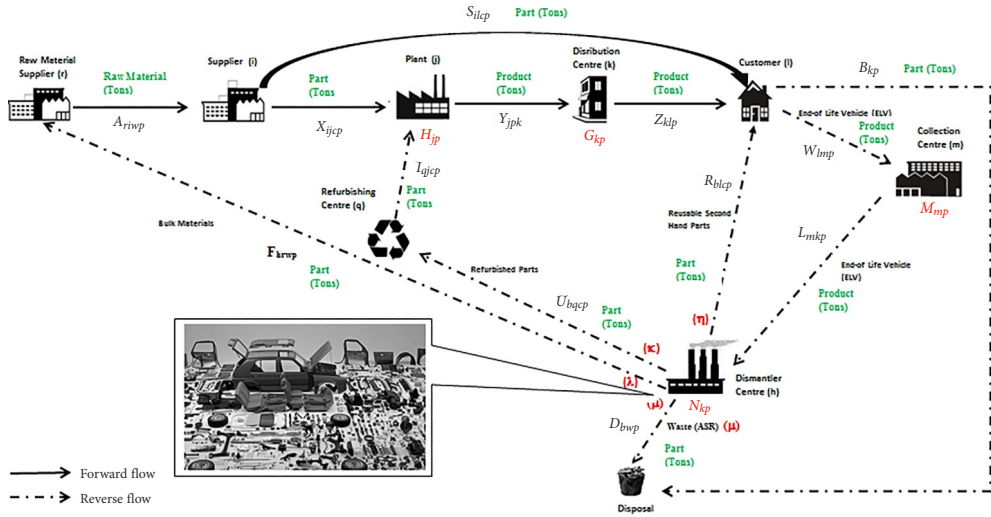 S_ilcp
Part (Tons)
Raw Material
Supplier (r)
Raw Material
(Tons)
A_riwp
Supplier (i)
Part
(Tons
X_ijcp
Plant (j)
H_jp
Product
(Tons)
Y_jpk
Disribution
Centre (k)
G_kp
Product
(Tons)
Z_klp
Customer (l)
B_kp
Part (Tons)
End-of Life Vehicle (ELV)
Product
(Tons)
W_lmp
Collection
Centre (m)
M_mp
I_qjcp
Part
(Tons
Refurbishing
Centre (q)
R_blcp
Reusable Second
Hand Parts
Part
(Tons)
L_mkp
End-of Life Vehicle
(ELV)
Product
(Tons)
Bulk Materials
F_hrwp
Part
(Tons)
Refurbished Parts
U_bqcp
Part
(Tons)
(η)
(κ)
(λ)
(μ)
Dismantler
Centre (h)
N_kp
D_bwp
Waste (ASR) (μ)
Part
(Tons)
Disposal
Forward flow
Reverse flow